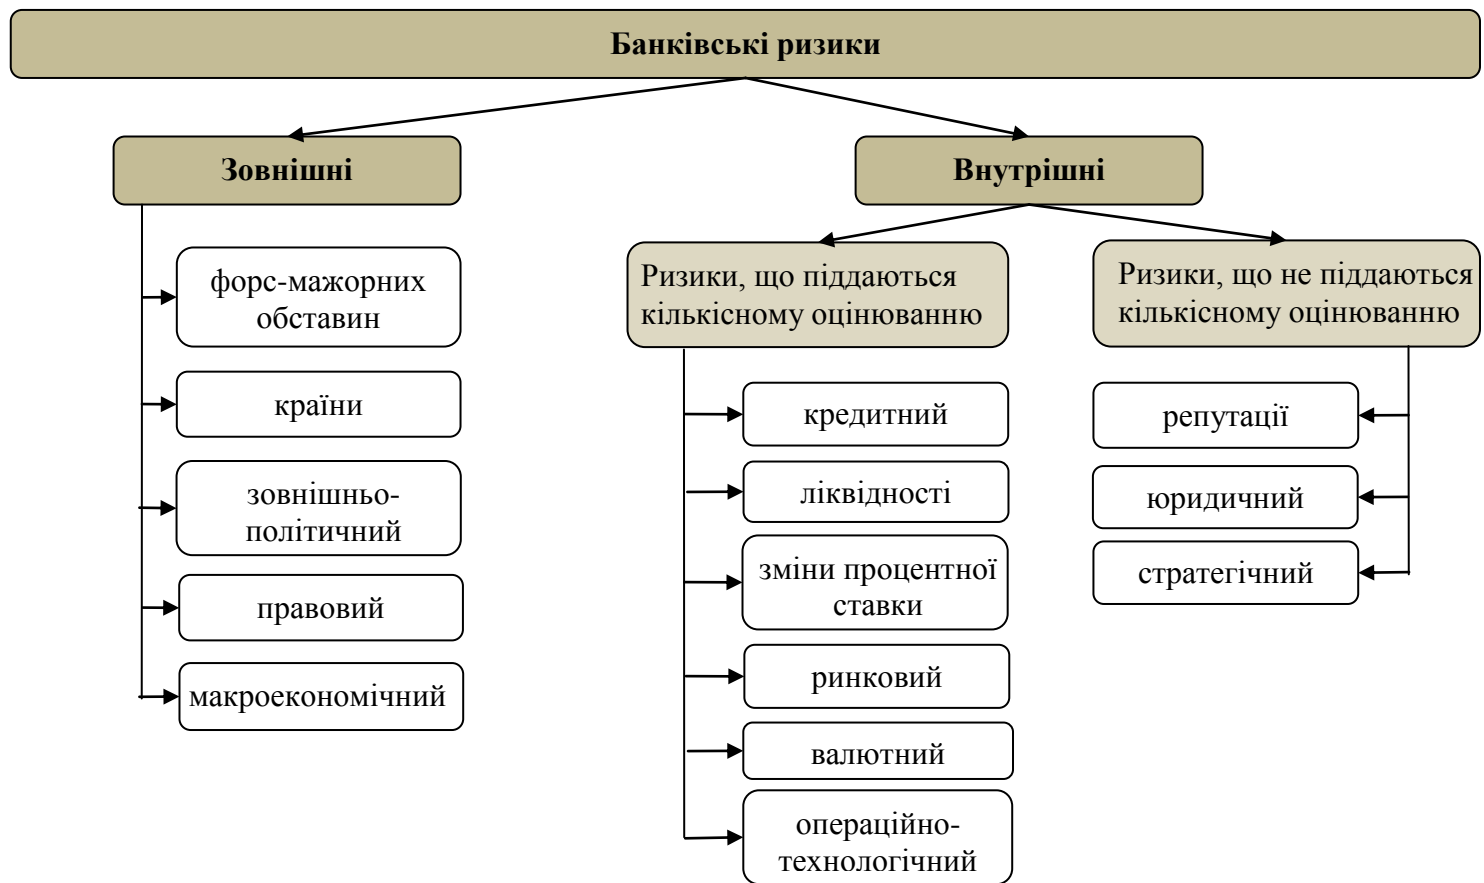 Банківські ризики
Зовнішні
форс-мажорних
обставин
країни
зовнішньо-
політичний
правовий
макроекономічний
Внутрішні
Ризики, що піддаються
кількісному оцінюванню
кредитний
ліквідності
зміни процентної
ставки
ринковий
валютний
операційно-
технологічний
Ризики, що не піддаються
кількісному оцінюванню
репутації
юридичний
стратегічний